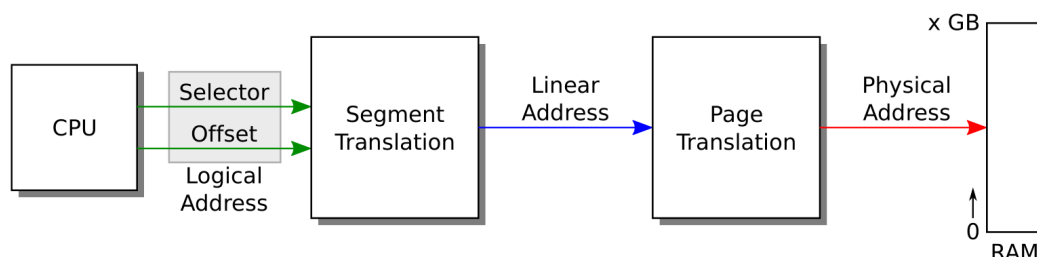 CPU
Selector
Offset
Logical
Address
Segment
Translation
Linear
Address
Page
Translation
Physical
Address
x GB
0
RAM